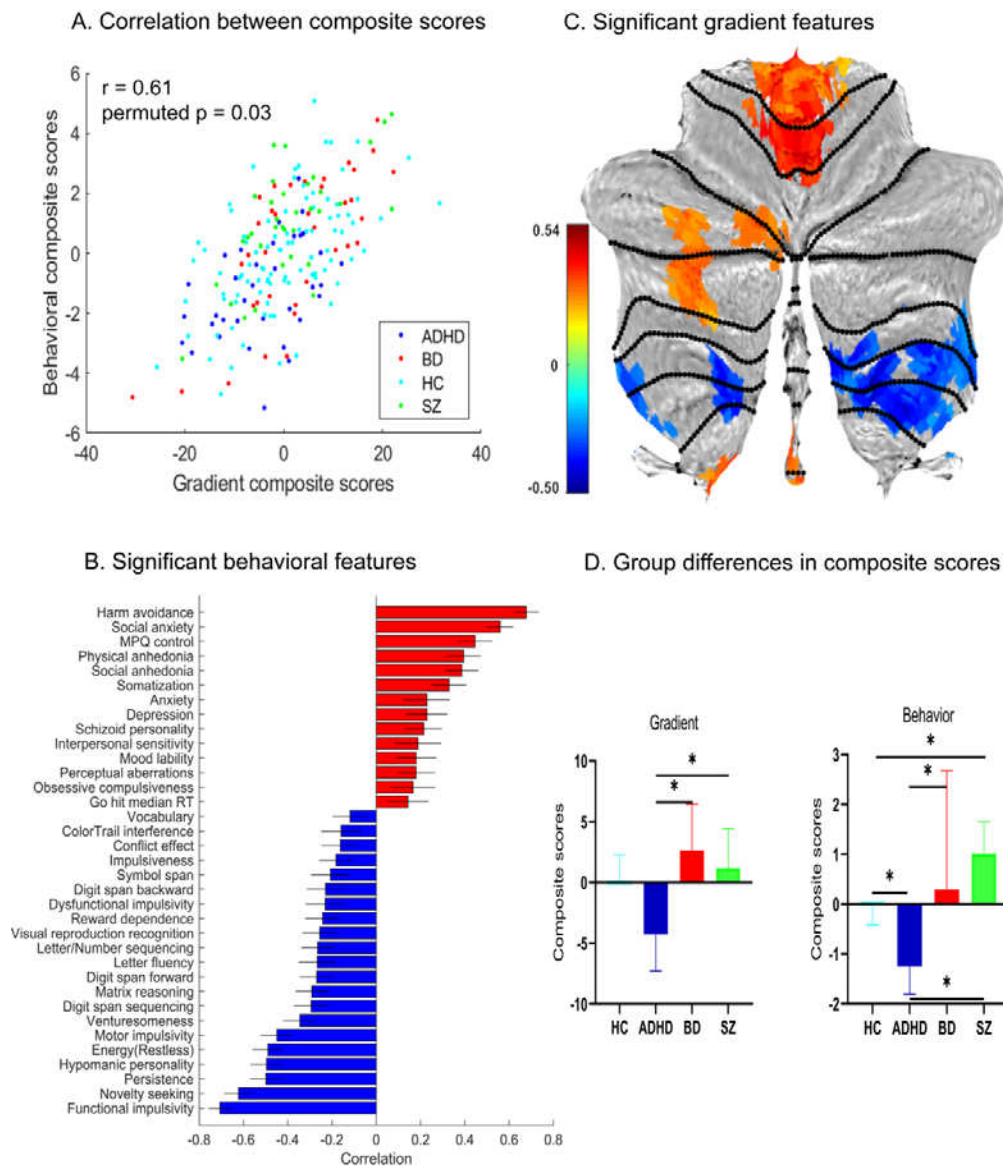 A. Correlation between composite scores
r = 0.61
permuted p = 0.03
Behavioral composite scores
6
4
2
0
-2
-4
-6
ADHD
BD
HC
SZ
-40
-20
0
20
40
Gradient composite scores
C. Significant gradient features
0.54
0
-0.50
B. Significant behavioral features
Harm avoidance
Social anxiety
MPQ control
Physical anhedonia
Social anhedonia
Somatization
Anxiety
Depression
Schizoid personality
Interpersonal sensitivity
Mood lability
Perceptual aberrations
Obsessive compulsiveness
Go hit median RT
Vocabulary
ColorTrail interference
Conflict effect
Impulsiveness
Symbol span
Digit span backward
Dysfunctional impulsivity
Reward dependence
Visual reproduction recognition
Letter/Number sequencing
Letter fluency
Digit span forward
Matrix reasoning
Digit span sequencing
Venturesomeness
Motor impulsivity
Energy(Restless)
Hypomanic personality
Persistence
Novelty seeking
Functional impulsivity
-0.8
-0.6
-0.4
-0.2
0
0.2
0.4
0.6
0.8
Correlation
D. Group differences in composite scores
Gradient
Composite scores
10
5
0
-5
-10
*
*
HC
ADHD
BD
SZ
Behavior
Composite scores
3
2
1
0
-1
-2
*
*
*
*
HC
ADHD
BD
SZ